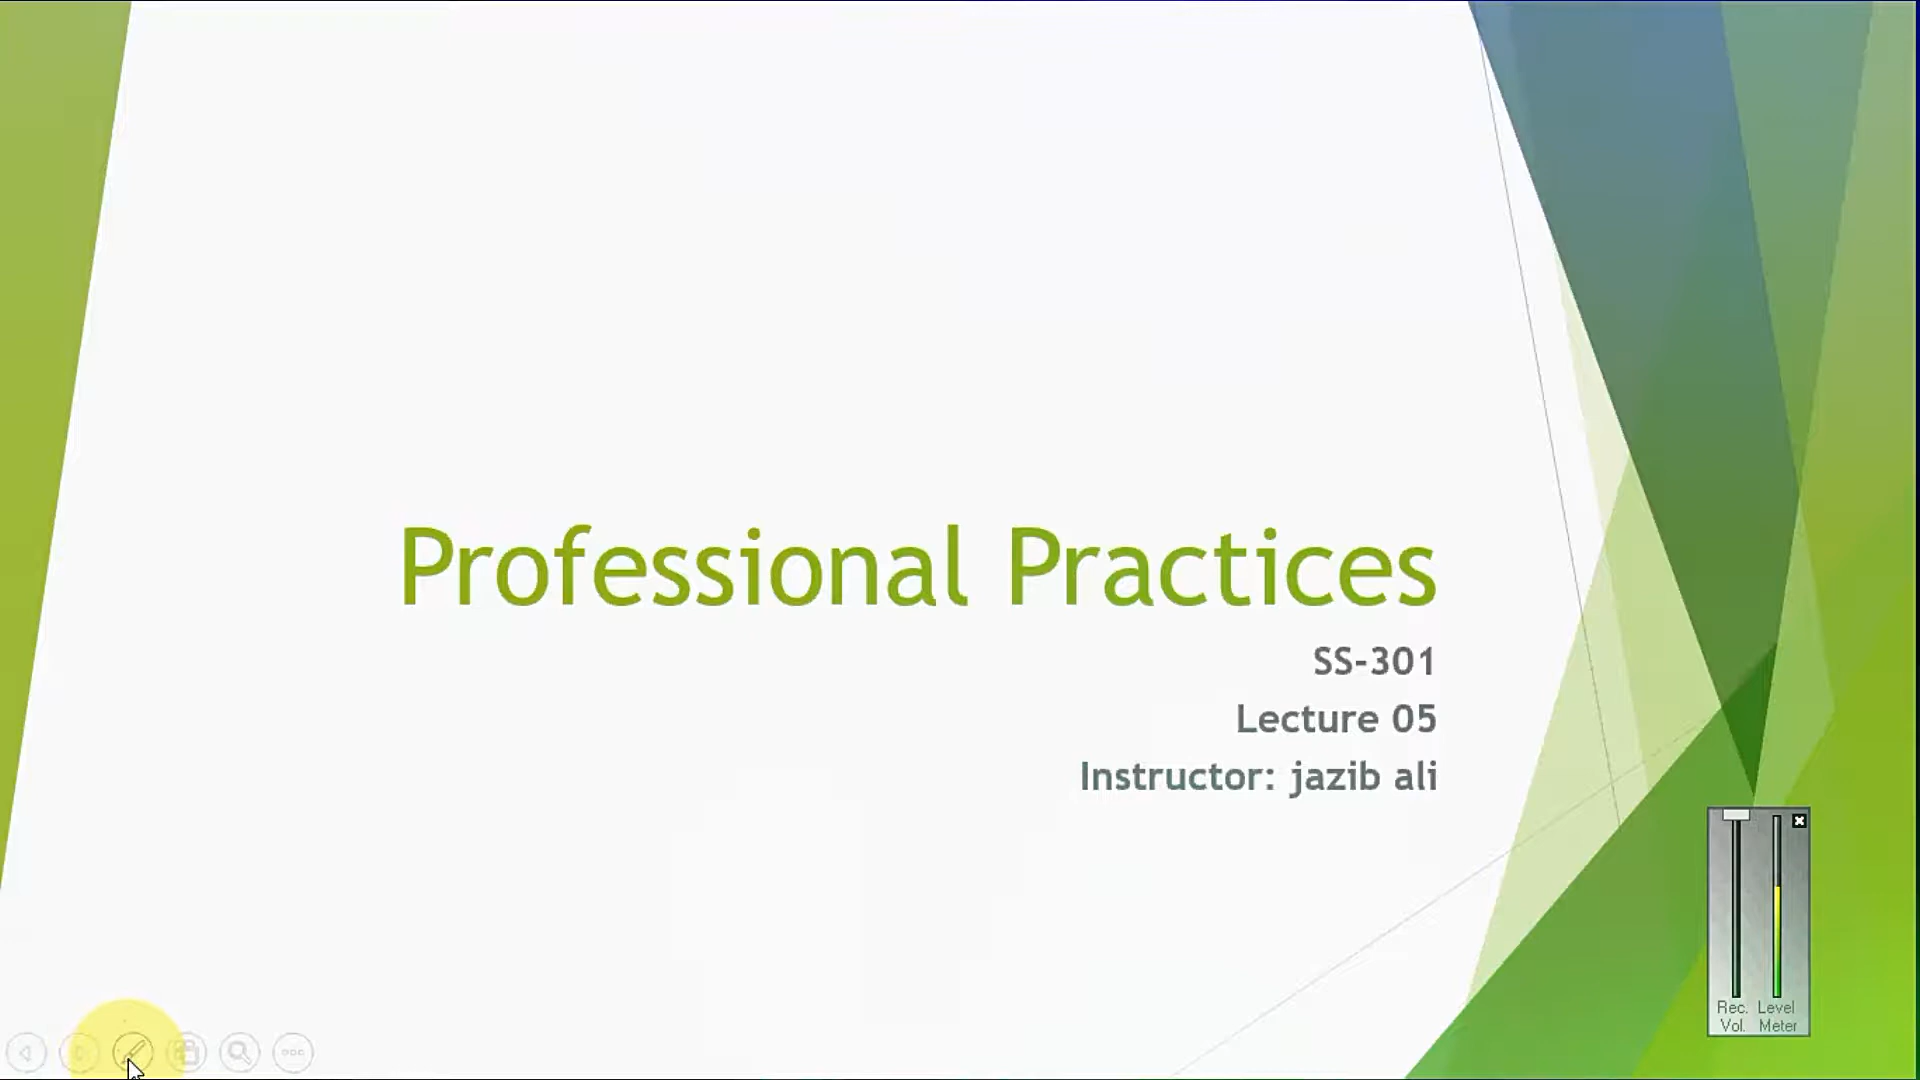 Professional Practices
SS-301
Lecture 05
Instructor: jazib ali
Rec. Level
Vol. Meter